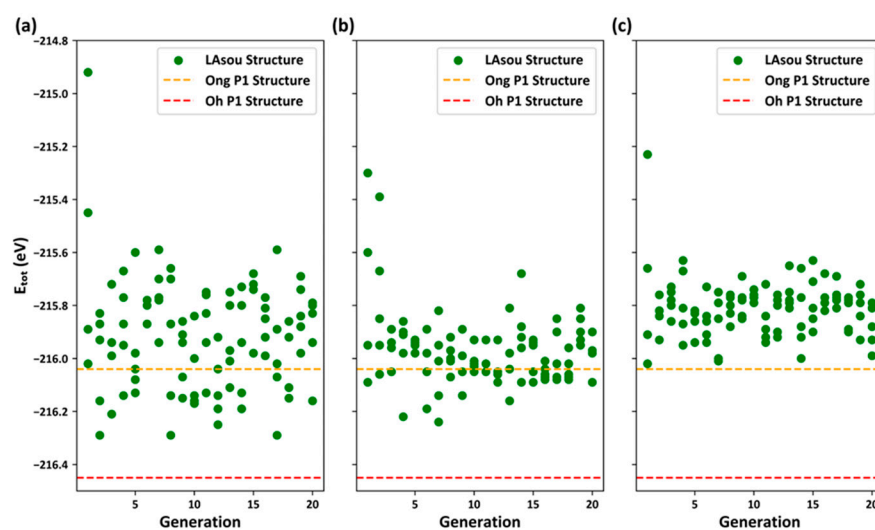 (a) (b) (c)
−214.8
−215.0
−215.2
−215.4
−215.6
−215.8
−216.0
−216.2
−216.4
E_tot (eV)
LAsou Structure
Ong P1 Structure
Oh P1 Structure
LAsou Structure
Ong P1 Structure
Oh P1 Structure
LAsou Structure
Ong P1 Structure
Oh P1 Structure
5 10 15 20 5 10 15 20 5 10 15 20
Generation Generation Generation